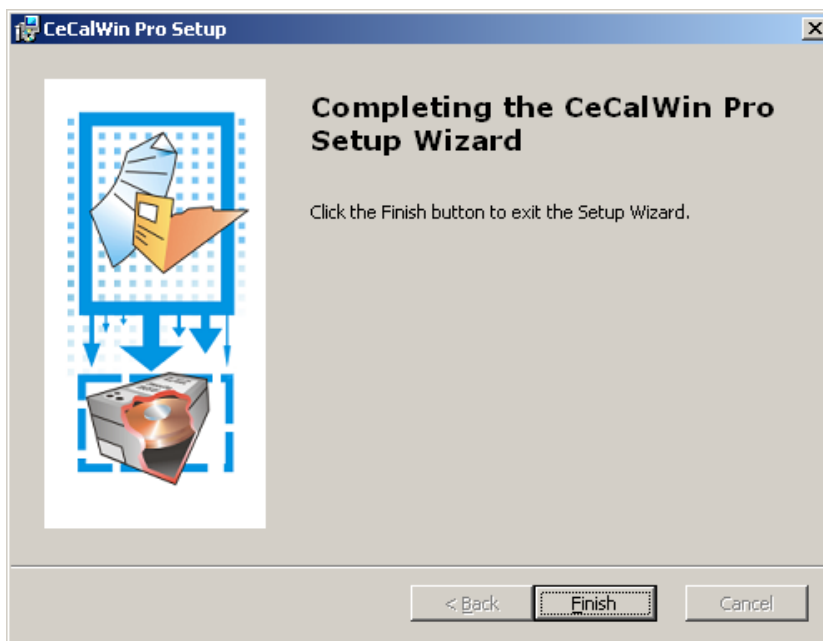 CeCalWin Pro Setup
Completing the CeCalWin Pro
Setup Wizard
Click the Finish button to exit the Setup Wizard.
< Back
Finish
Cancel